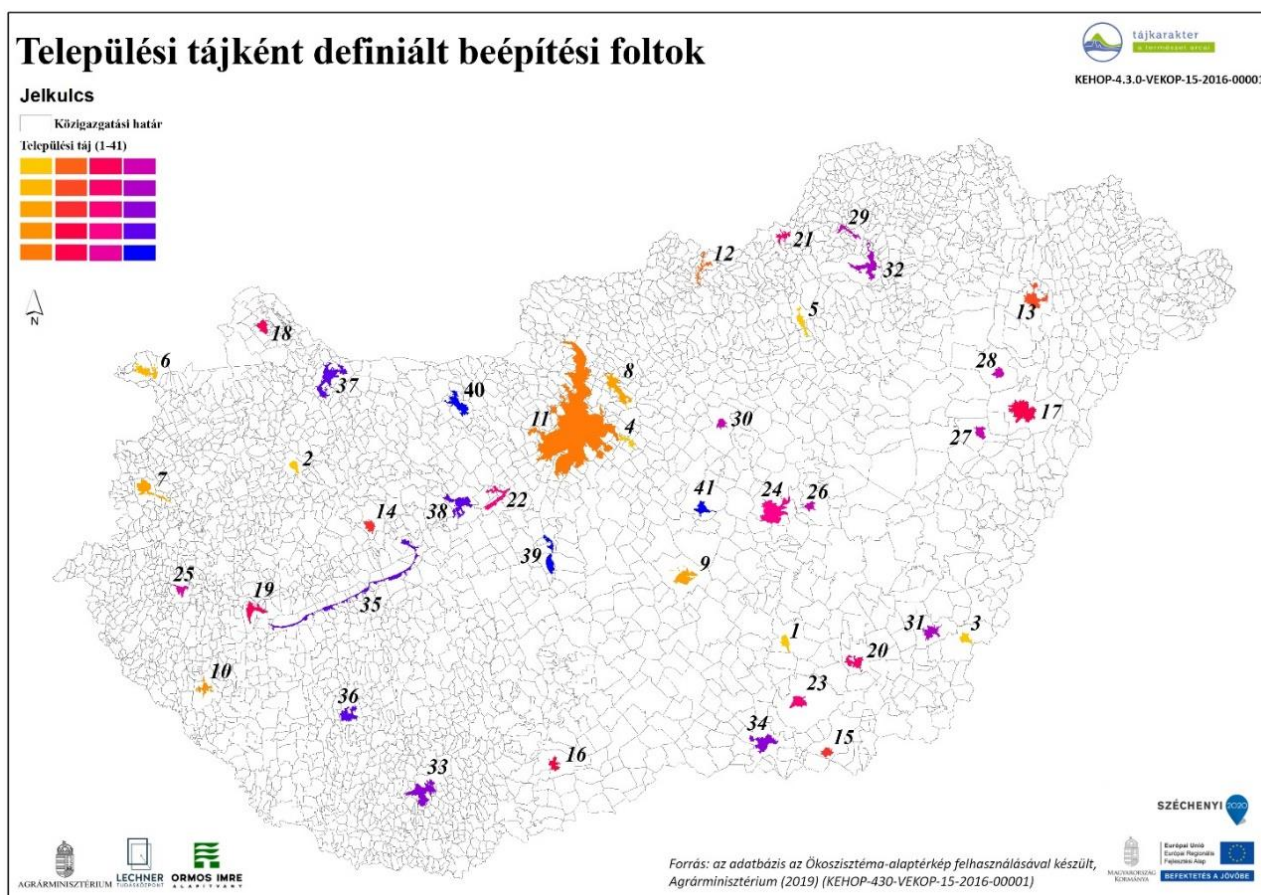 Települési tájként definiált beépítési foltok
tájkarakter
a természet arcai
KEHOP-4.3.0-VEKOP-15-2016-00001
Jelkulcs
Közigazgatási határ
Települési táj (1-41)
N
29
21
12
32
5
13
18
6
37
8
28
40
11
30
17
4
27
2
7
41
24
26
14
38
22
39
9
25
19
35
1
31
3
20
10
36
23
34
15
16
33
SZÉCHENYI 2020
AGRÁRMINISZTÉRIUM
LECHNER
TUDÁSKÖZPONT
ORMOS IMRE
ALAPÍTVÁNY
Forrás: az adatbázis az Ökoszisztéma-alaptérkép felhasználásával készült,
Agrárminisztérium (2019) (KEHOP-430-VEKOP-15-2016-00001)
MAGYARORSZÁG
KORMÁNYA
Európai Unió
Európai Regionális
Fejlesztési Alap
BEFEKTETÉS A JÖVŐBE